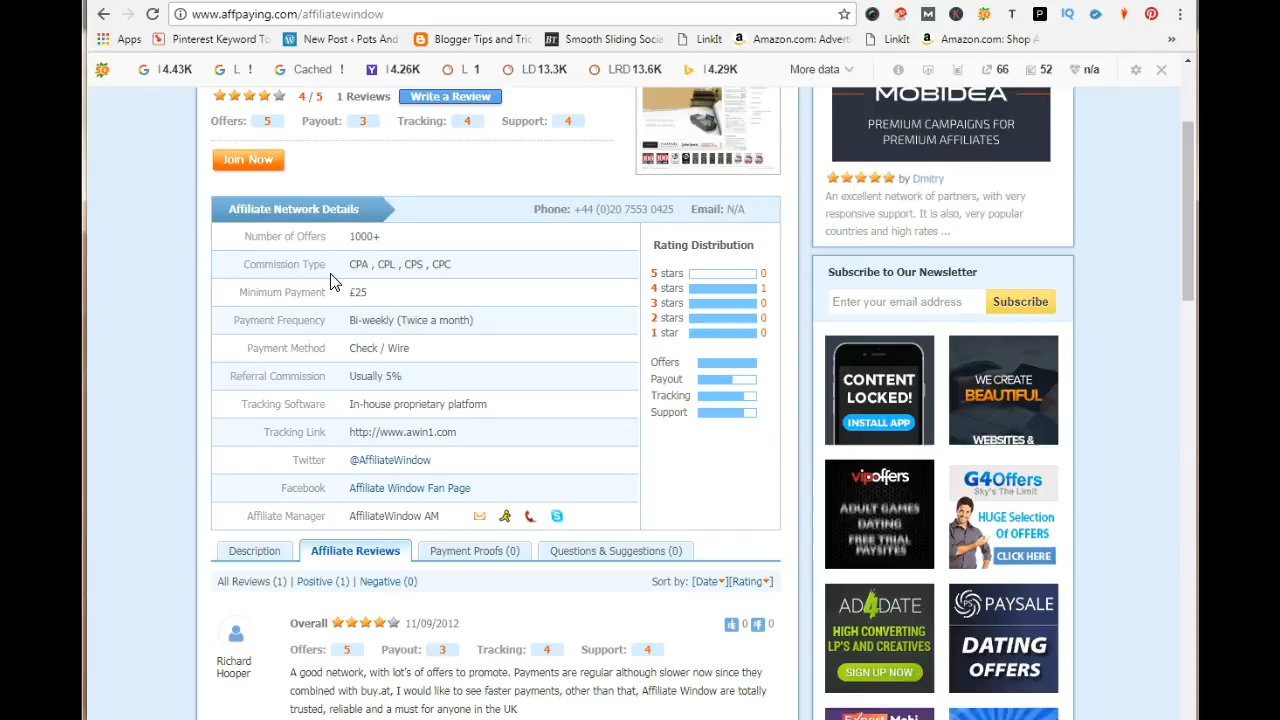 www.affpaying.com/affiliatewindow
Apps Pinterest Keyword To New Post ‹ Pots And Blogger Tips and Tric Smooth Sliding Socia LinkIt Amazon.com: Adverti LinkIt Amazon.com: Shop A »
I 4.43K L ! Cached ! I 4.26K L 1 LD 13.3K LRD 13.6K I 4.29K More data 66 52 n/a
/ 5 1 Reviews Write a Review
Offers: 5 Payout: 3 Tracking: 4 Support: 4
Join Now
Affiliate Network Details Phone: +44 (0)20 7553 0425 Email: N/A
Number of Offers 1000+
Commission Type CPA , CPL , CPS , CPC
Minimum Payment £25
Payment Frequency Bi-weekly (Twice a month)
Payment Method Check / Wire
Referral Commission Usually 5%
Tracking Software In-house proprietary platform
Tracking Link http://www.awin1.com
Twitter @AffiliateWindow
Facebook Affiliate Window Fan Page
Affiliate Manager AffiliateWindow AM
Rating Distribution
5 stars 0
4 stars 1
3 stars 0
2 stars 0
1 star 0
Offers
Payout
Tracking
Support
Description Affiliate Reviews Payment Proofs (0) Questions & Suggestions (0)
All Reviews (1) | Positive (1) | Negative (0) Sort by: [Date][Rating]
Richard
Hooper
Overall 11/09/2012 0 0
Offers: 5 Payout: 3 Tracking: 4 Support: 4
A good network, with lot's of offers to promote. Payments are regular although slower now since they
combined with buy.at, I would like to see faster payments, other than that, Affiliate Window are totally
trusted, reliable and a must for anyone in the UK
MOBIDEA
PREMIUM CAMPAIGNS FOR
PREMIUM AFFILIATES
by Dmitry
An excellent network of partners, with very
responsive support. It is also, very popular
countries and high rates ...
Subscribe to Our Newsletter
Enter your email address Subscribe
CONTENT
LOCKED!
INSTALL APP
WE CREATE
BEAUTIFUL
WEBSITES &
vipoffers
ADULT GAMES
DATING
FREE TRIAL
PAYSITES
G4Offers
Sky's The Limit
HUGE Selection
Of OFFERS
CLICK HERE
AD4DATE
HIGH CONVERTING
LP'S AND CREATIVES
SIGN UP NOW
PS PAYSALE
DATING
OFFERS
Expert Mobi